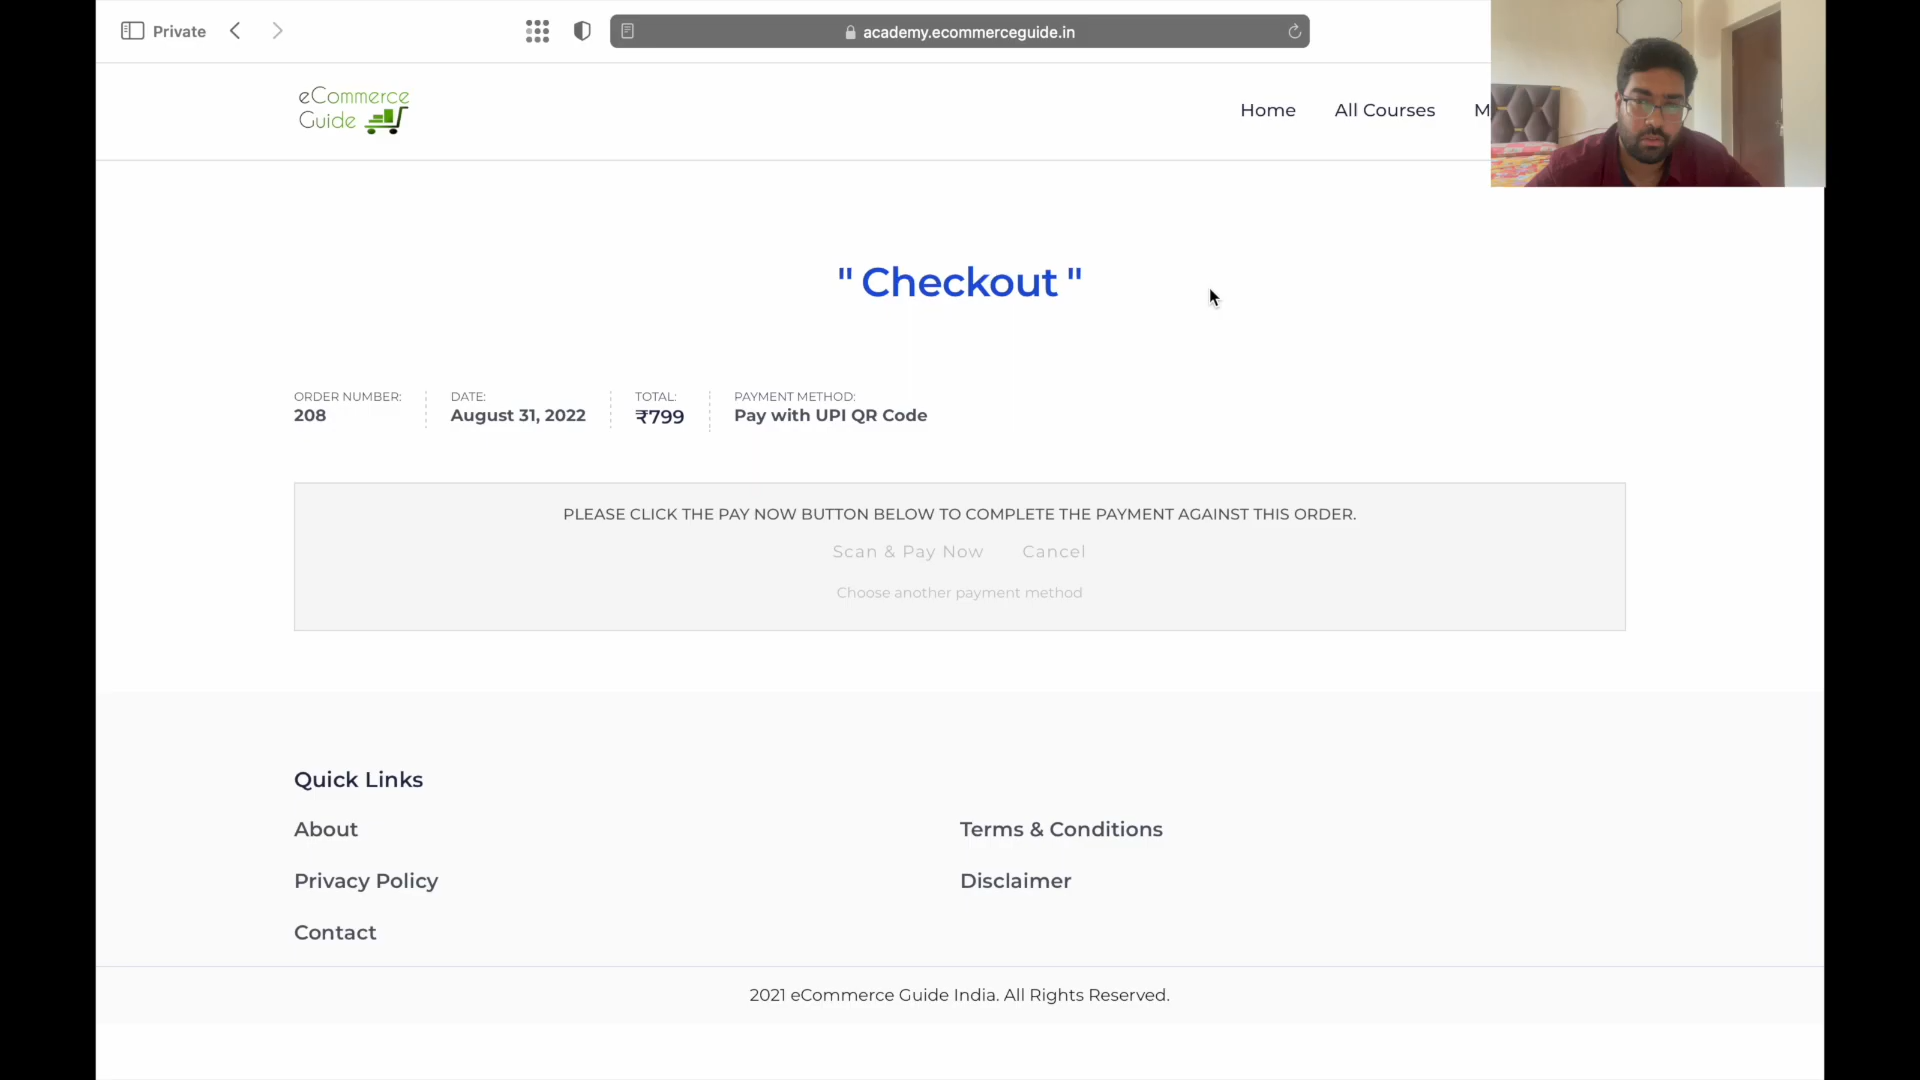 Private
academy.ecommerceguide.in
eCommerce
Guide
Home All Courses M
" Checkout "
ORDER NUMBER: DATE: TOTAL: PAYMENT METHOD:
208 August 31, 2022 ₹799 Pay with UPI QR Code
PLEASE CLICK THE PAY NOW BUTTON BELOW TO COMPLETE THE PAYMENT AGAINST THIS ORDER.
Scan & Pay Now Cancel
Choose another payment method
Quick Links
About Terms & Conditions
Privacy Policy Disclaimer
Contact
2021 eCommerce Guide India. All Rights Reserved.